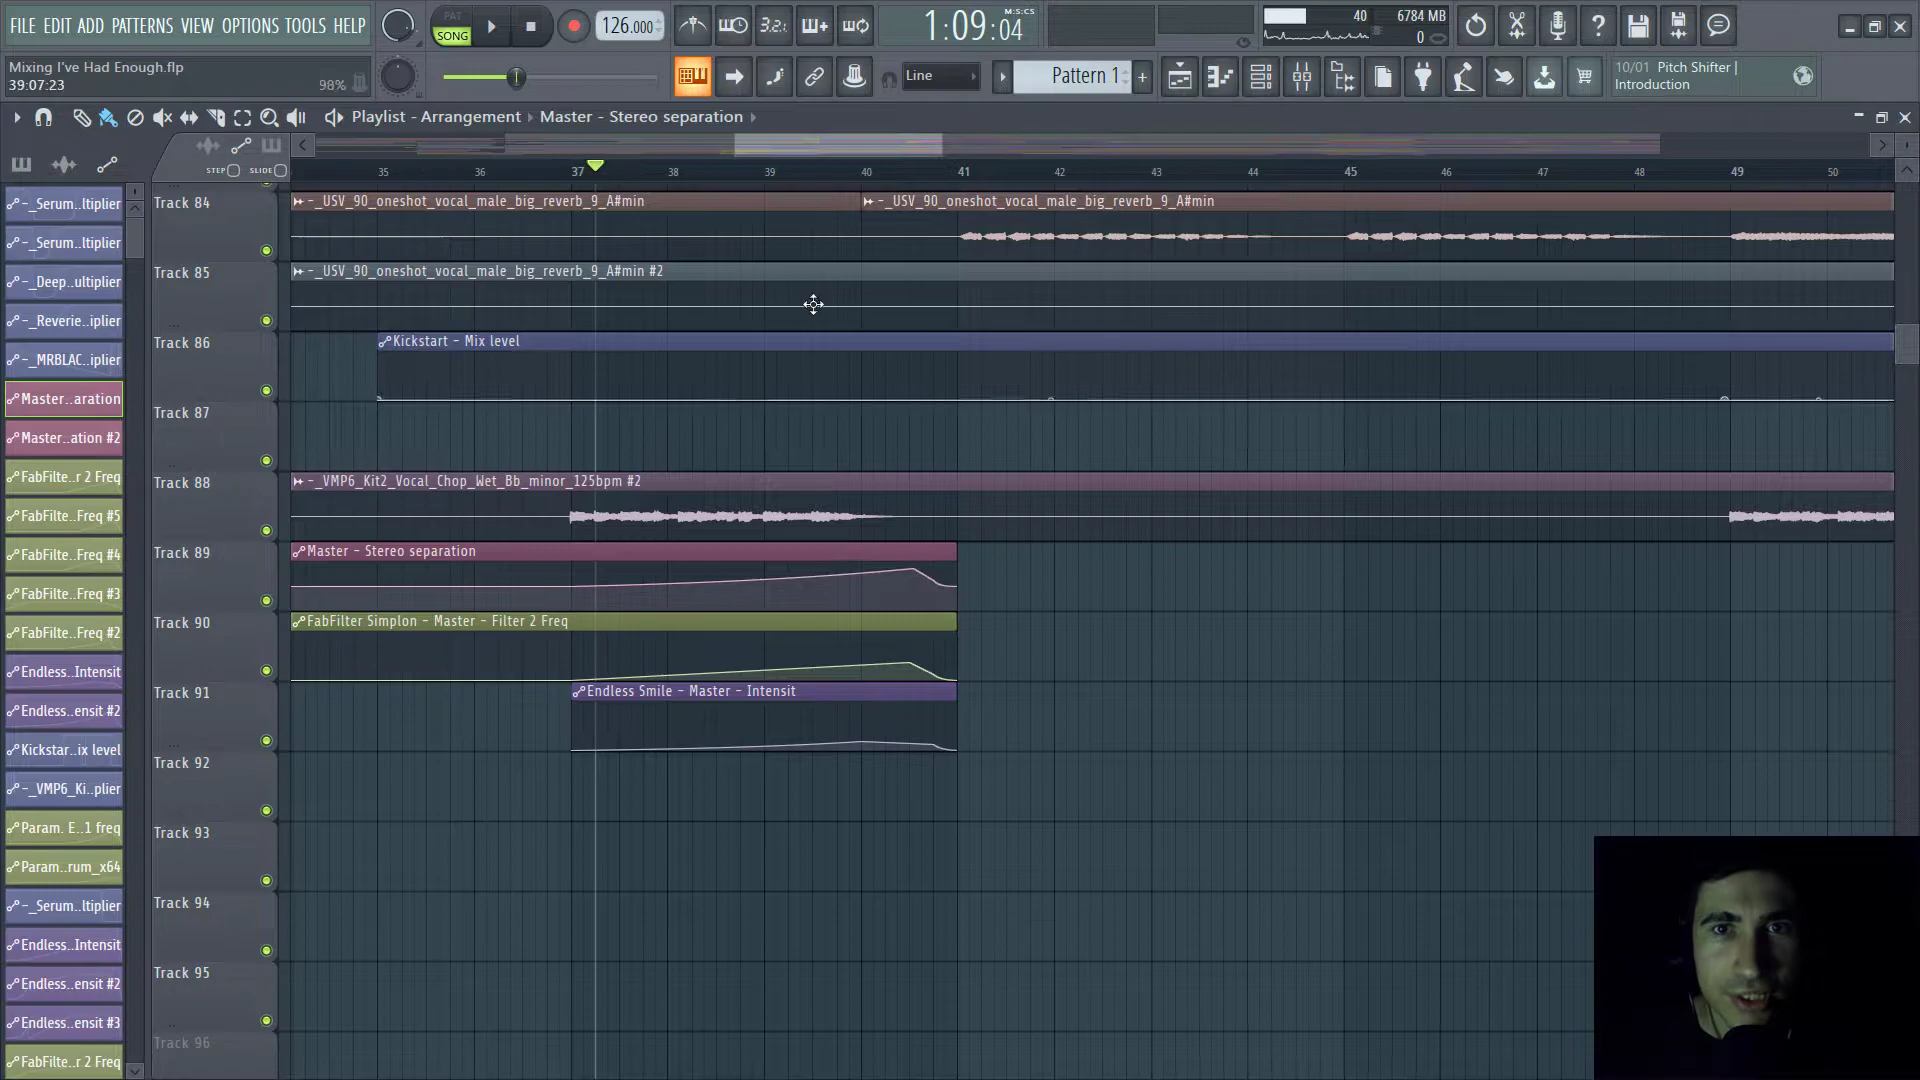 FILE EDIT ADD PATTERNS VIEW OPTIONS TOOLS HELP
PAT
SONG
126.000
3.2.
1:09:04
M:S:CS
40
6784 MB
0
Mixing I've Had Enough.flp
39:07:23
98%
Line
Pattern 1
10/01 Pitch Shifter |
Introduction
Playlist - Arrangement
Master - Stereo separation
STEP
SLIDE
35 36 37 38 39 40 41 42 43 44 45 46 47 48 49 50
-_Serum..ltiplier
-_Serum..ltiplier
-_Deep..ultiplier
-_Reverie..iplier
-_MRBLAC..iplier
Master..aration
Master..ation #2
FabFilte..r 2 Freq
FabFilte..Freq #5
FabFilte..Freq #4
FabFilte..Freq #3
FabFilte..Freq #2
Endless..Intensit
Endless..ensit #2
Kickstar..ix level
-_VMP6_Ki..plier
Param. E..1 freq
Param..rum_x64
-_Serum..ltiplier
Endless..Intensit
Endless..ensit #2
Endless..ensit #3
FabFilte..r 2 Freq
Track 84
-_USV_90_oneshot_vocal_male_big_reverb_9_A#min
-_USV_90_oneshot_vocal_male_big_reverb_9_A#min
Track 85
-_USV_90_oneshot_vocal_male_big_reverb_9_A#min #2
Track 86
Kickstart - Mix level
Track 87
Track 88
-_VMP6_Kit2_Vocal_Chop_Wet_Bb_minor_125bpm #2
Track 89
Master - Stereo separation
Track 90
FabFilter Simplon - Master - Filter 2 Freq
Track 91
Endless Smile - Master - Intensit
Track 92
Track 93
Track 94
Track 95
Track 96